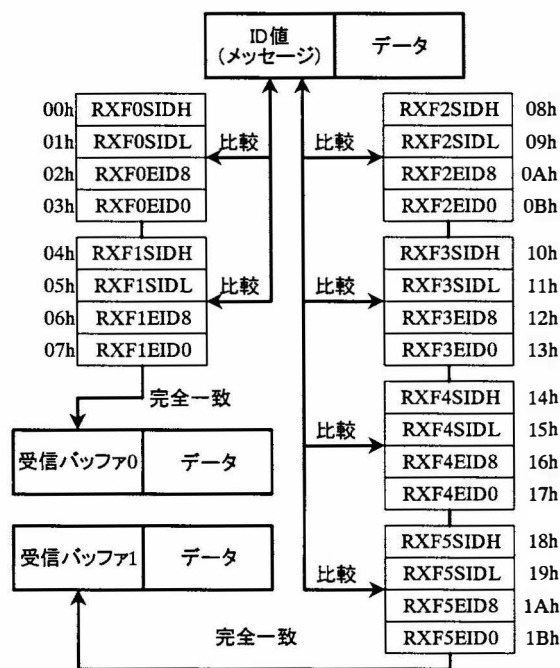 ID値
(メッセージ)
データ
00h RXF0SIDH
01h RXF0SIDL
02h RXF0EID8
03h RXF0EID0
比較
04h RXF1SIDH
05h RXF1SIDL
06h RXF1EID8
07h RXF1EID0
比較
完全一致
受信バッファ0 データ
受信バッファ1 データ
完全一致
RXF2SIDH 08h
RXF2SIDL 09h
RXF2EID8 0Ah
RXF2EID0 0Bh
比較
RXF3SIDH 10h
RXF3SIDL 11h
RXF3EID8 12h
RXF3EID0 13h
比較
RXF4SIDH 14h
RXF4SIDL 15h
RXF4EID8 16h
RXF4EID0 17h
比較
RXF5SIDH 18h
RXF5SIDL 19h
RXF5EID8 1Ah
RXF5EID0 1Bh
比較